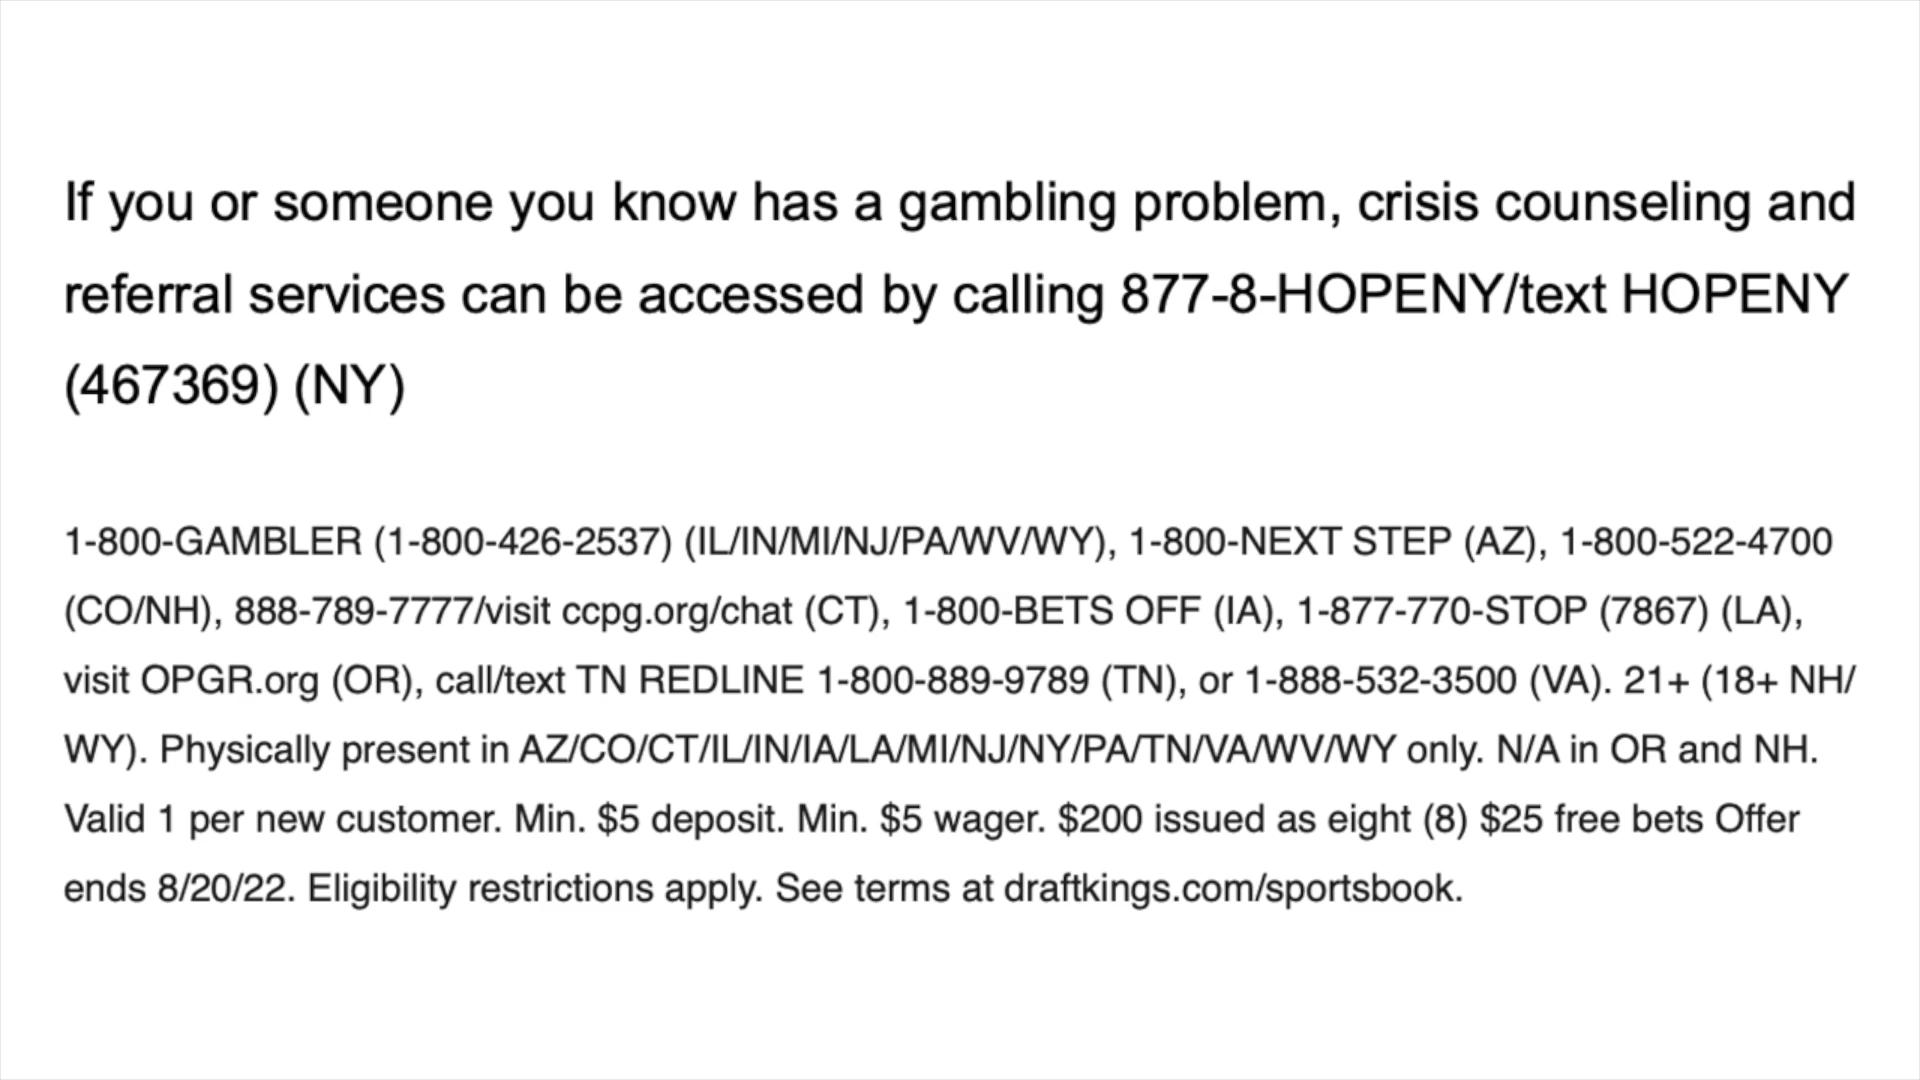 If you or someone you know has a gambling problem, crisis counseling and
referral services can be accessed by calling 877-8-HOPENY/text HOPENY
(467369) (NY)
1-800-GAMBLER (1-800-426-2537) (IL/IN/MI/NJ/PA/WV/WY), 1-800-NEXT STEP (AZ), 1-800-522-4700
(CO/NH), 888-789-7777/visit ccpg.org/chat (CT), 1-800-BETS OFF (IA), 1-877-770-STOP (7867) (LA),
visit OPGR.org (OR), call/text TN REDLINE 1-800-889-9789 (TN), or 1-888-532-3500 (VA). 21+ (18+ NH/
WY). Physically present in AZ/CO/CT/IL/IN/IA/LA/MI/NJ/NY/PA/TN/VA/WV/WY only. N/A in OR and NH.
Valid 1 per new customer. Min. $5 deposit. Min. $5 wager. $200 issued as eight (8) $25 free bets Offer
ends 8/20/22. Eligibility restrictions apply. See terms at draftkings.com/sportsbook.